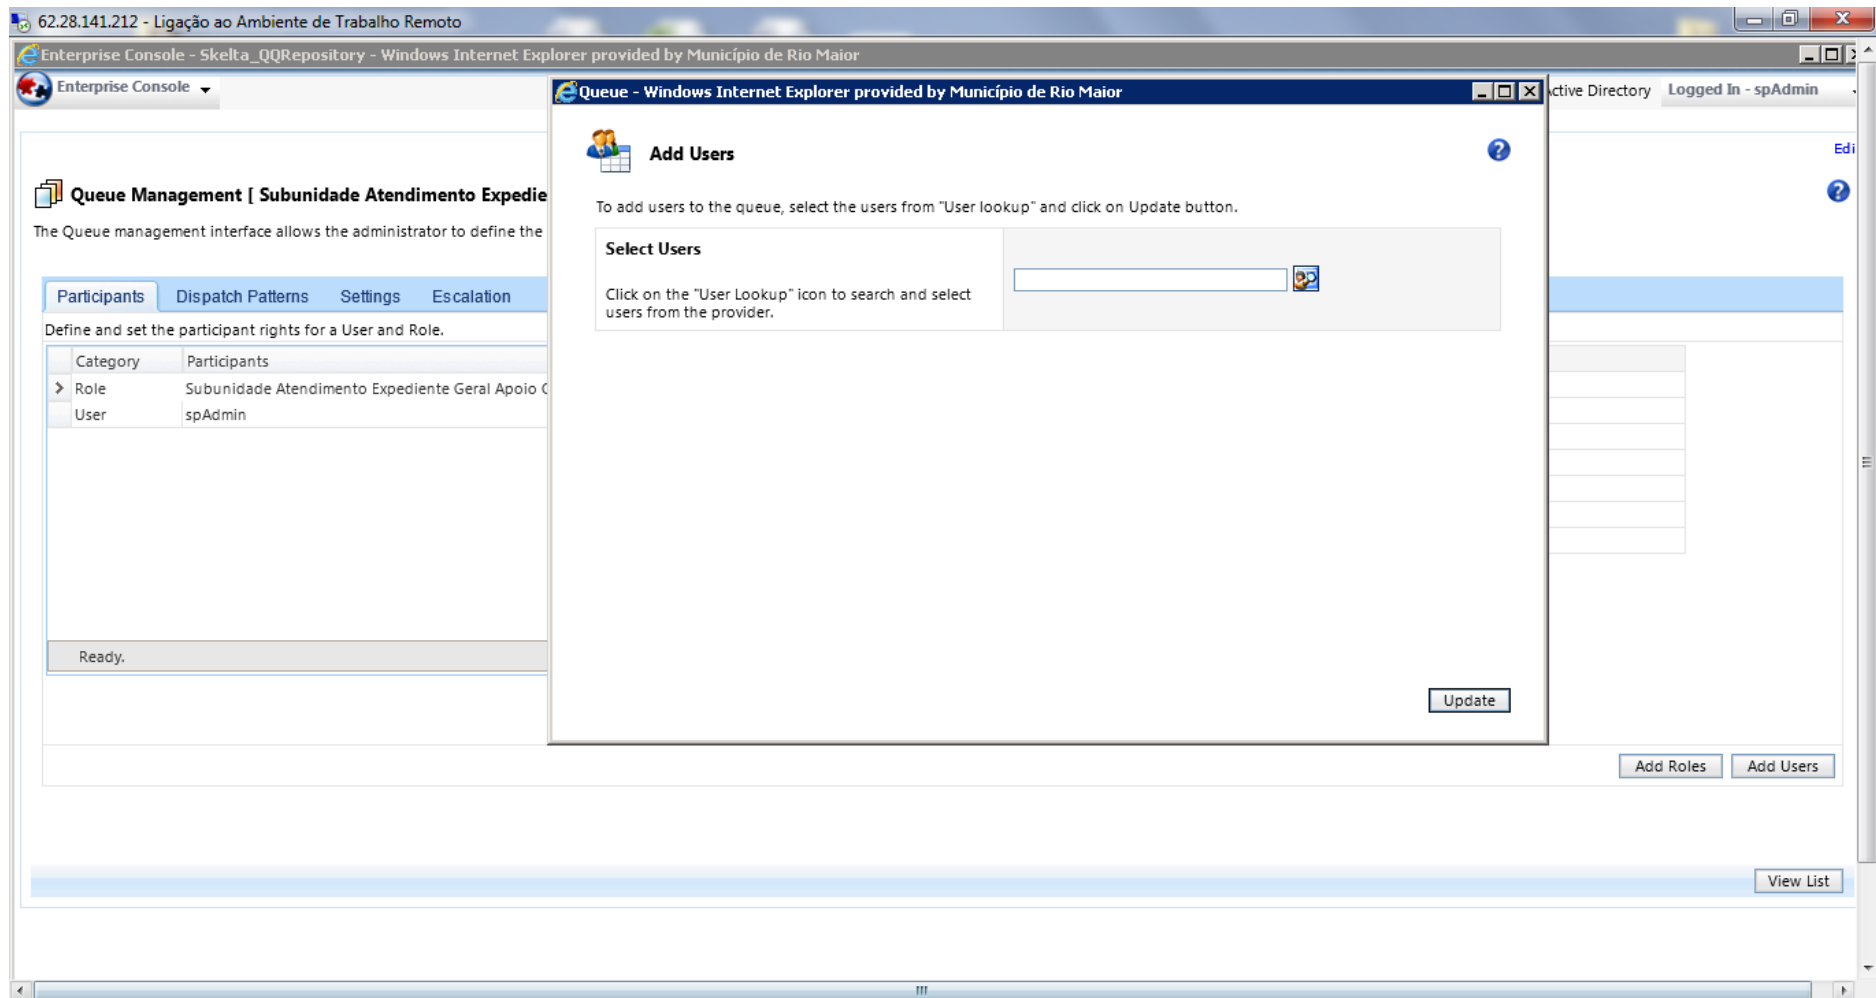 62.28.141.212 - Ligação ao Ambiente de Trabalho Remoto
Enterprise Console - Skelta_QQRepository - Windows Internet Explorer provided by Município de Rio Maior
Enterprise Console
Active Directory Logged In - spAdmin
Edi
Queue Management [ Subunidade Atendimento Expedie
The Queue management interface allows the administrator to define the
Participants Dispatch Patterns Settings Escalation
Define and set the participant rights for a User and Role.
Category Participants
Role Subunidade Atendimento Expediente Geral Apoio
User spAdmin
Ready.
Queue - Windows Internet Explorer provided by Município de Rio Maior
Add Users
To add users to the queue, select the users from "User lookup" and click on Update button.
Select Users
Click on the "User Lookup" icon to search and select
users from the provider.
Update
Add Roles Add Users
View List